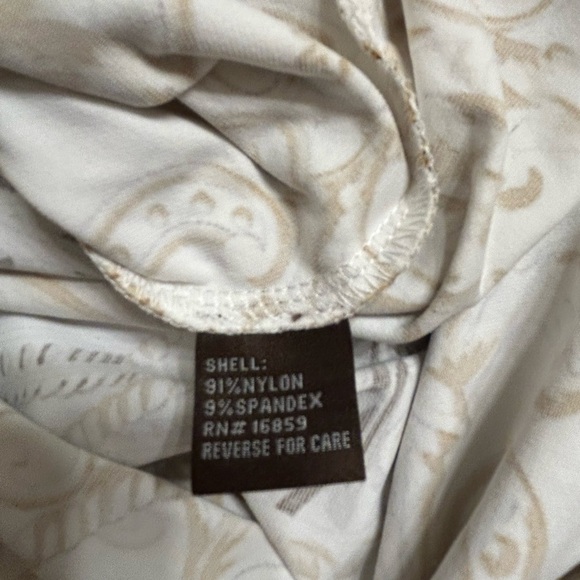 SHELL:
91%NYLON
9%SPANDEX
RN# 16859
REVERSE FOR CARE